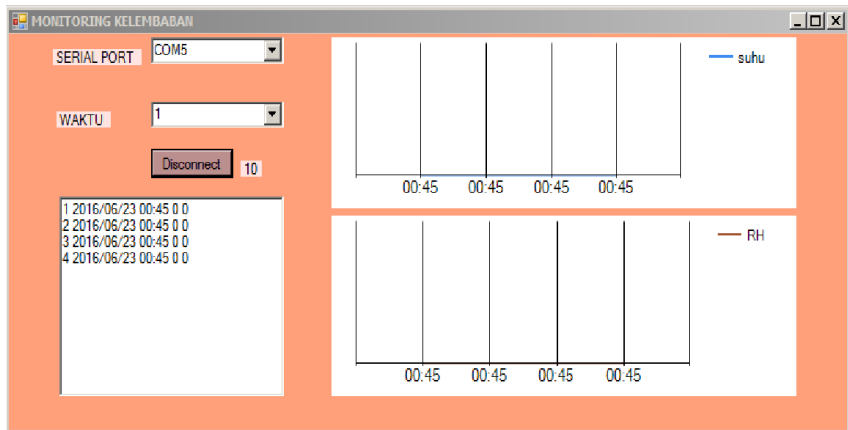 MONITORING KELEMBABAN
SERIAL PORT COM5
WAKTU 1
Disconnect 10
1 2016/06/23 00:45 0 0
2 2016/06/23 00:45 0 0
3 2016/06/23 00:45 0 0
4 2016/06/23 00:45 0 0
suhu
00:45 00:45 00:45 00:45
RH
00:45 00:45 00:45 00:45